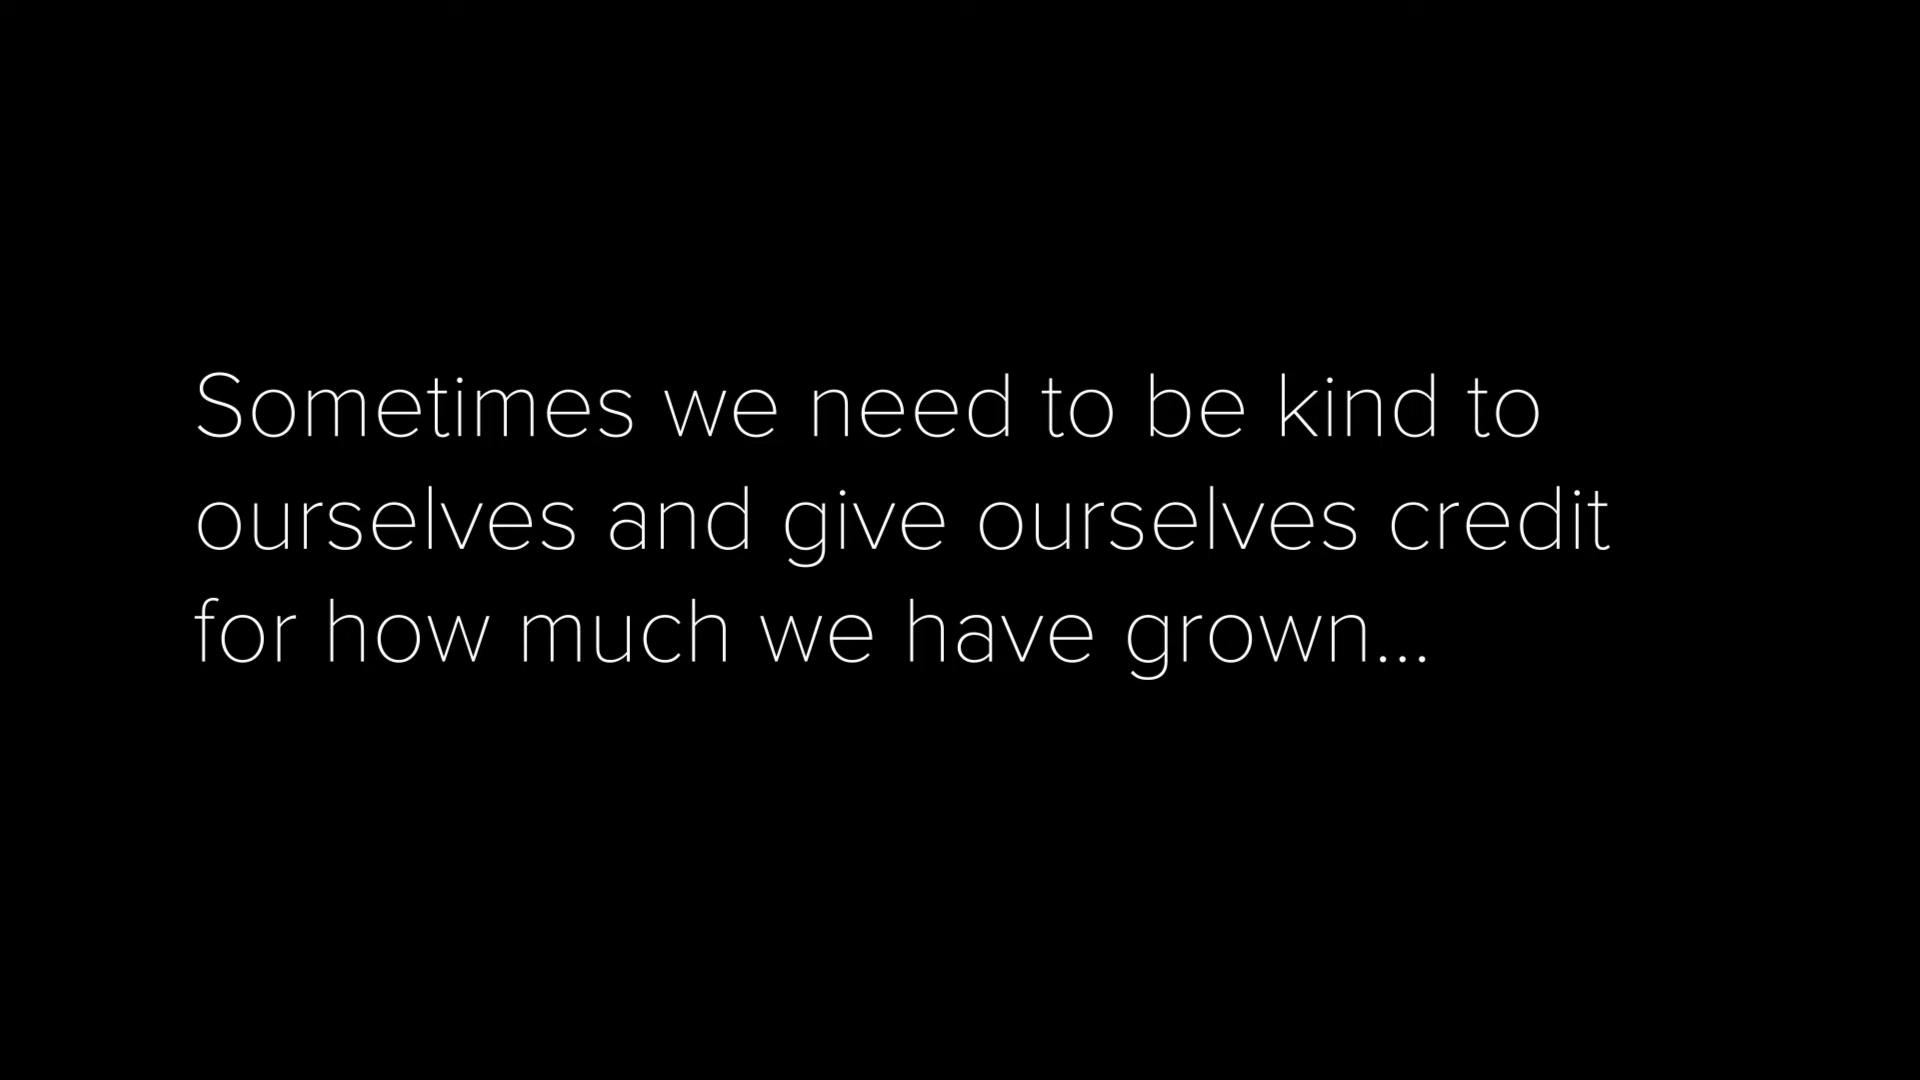 Sometimes we need to be kind to
ourselves and give ourselves credit
for how much we have grown...